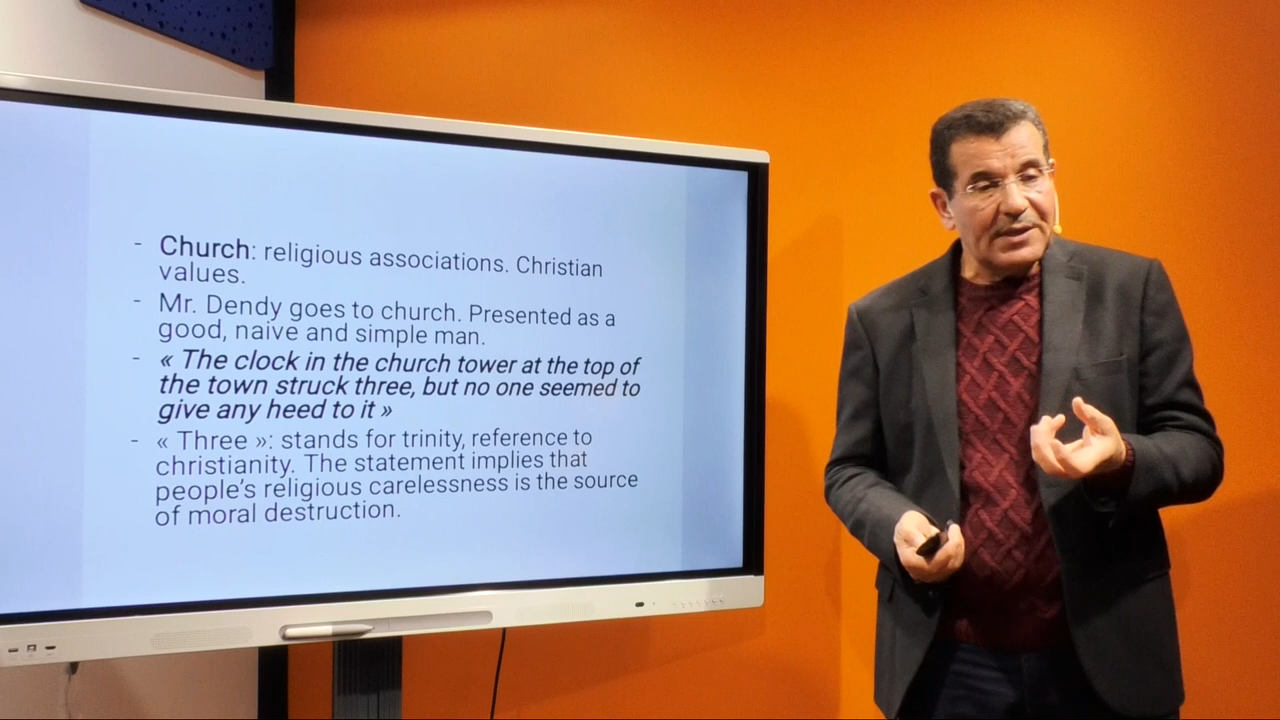 - Church: religious associations. Christian
values.
- Mr. Dendy goes to church. Presented as a
good, naive and simple man.
- « The clock in the church tower at the top of
the town struck three, but no one seemed to
give any heed to it »
- « Three »: stands for trinity, reference to
christianity. The statement implies that
people's religious carelessness is the source
of moral destruction.